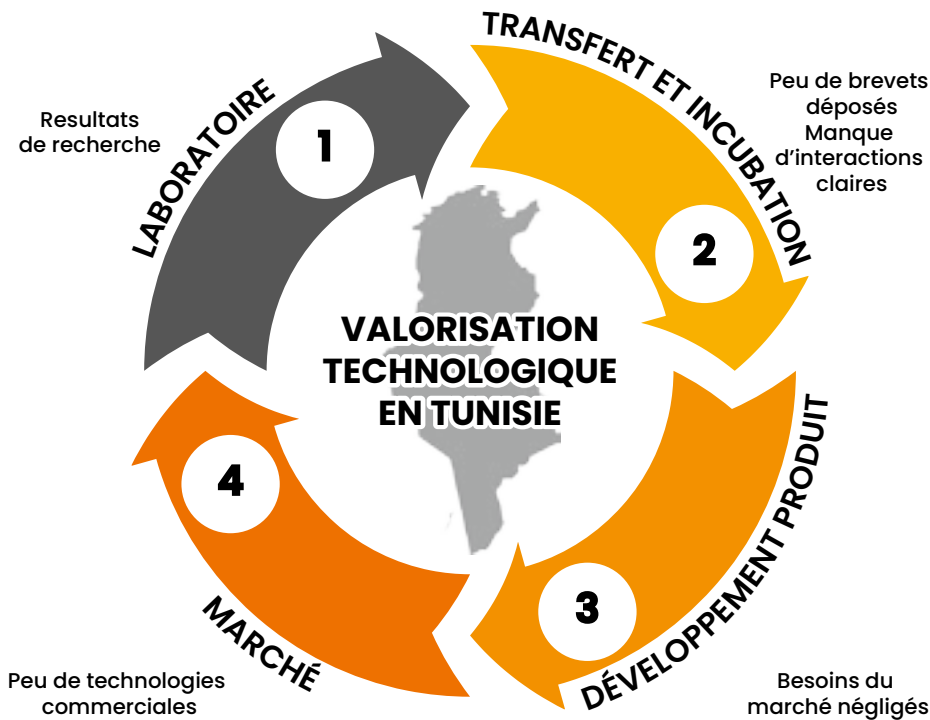 TRANSFERT ET INCUBATION
LABORATOIRE
Resultats
de recherche
1
Peu de brevets
déposés
Manque
d’interactions
claires
2
VALORISATION
TECHNOLOGIQUE
EN TUNISIE
4
3
DÉVELOPPEMENT PRODUIT
MARCHÉ
Peu de technologies
commerciales
Besoins du
marché négligés